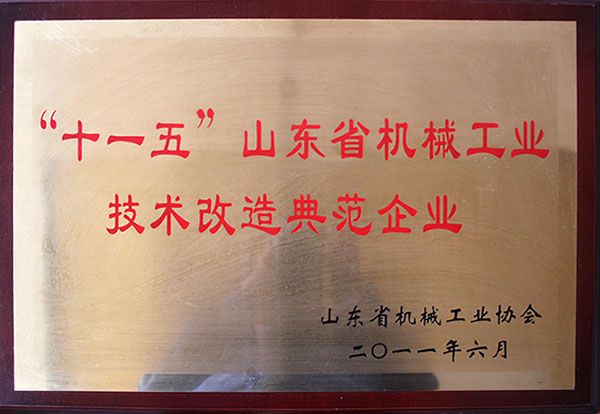 “十一五”山东省机械工业
技术改造典范企业
山东省机械工业协会
二〇一一年六月